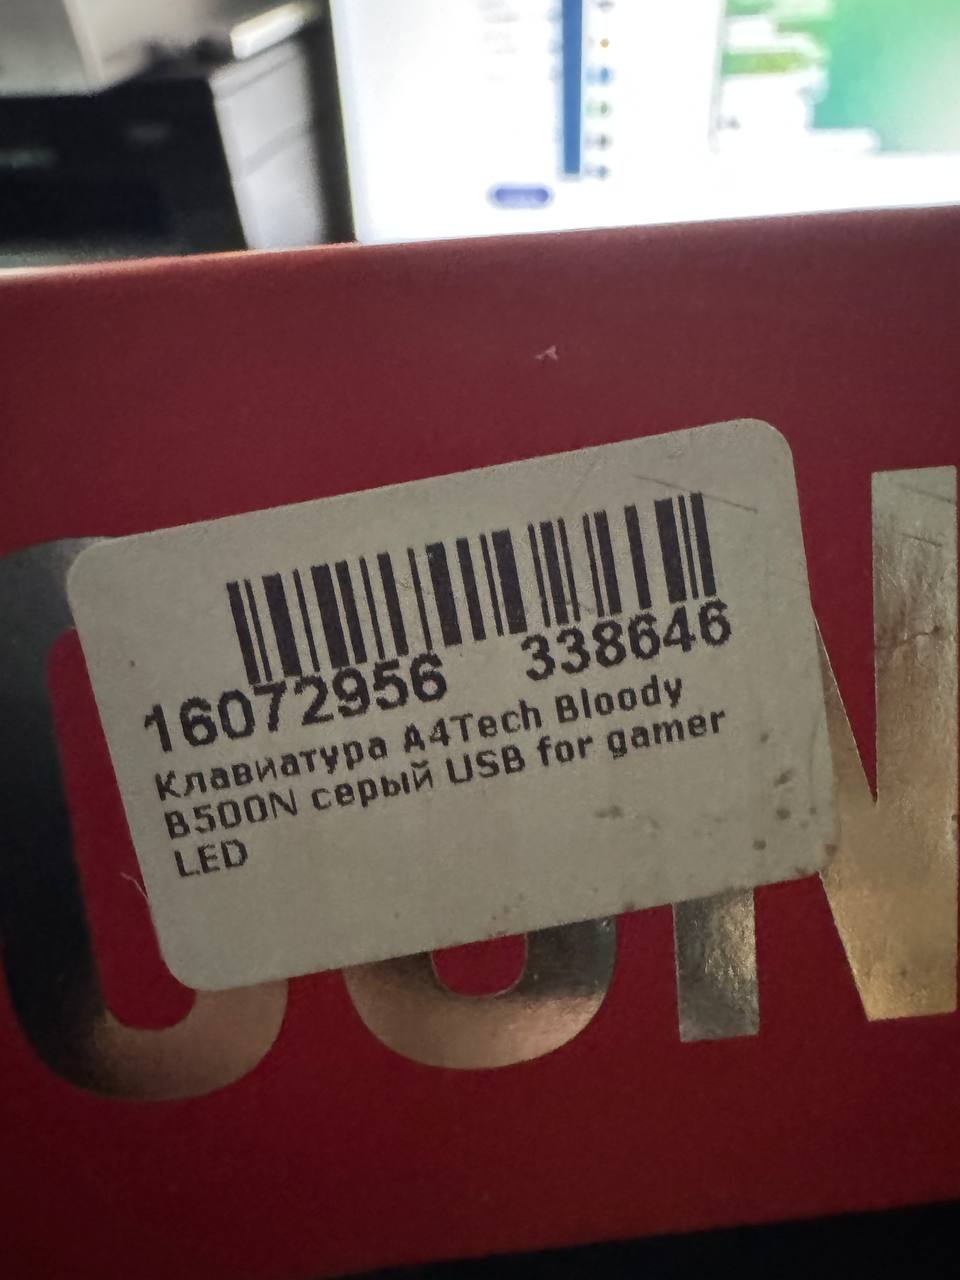 16072956 338646
Клавиатура A4Tech Bloody
B500N серый USB for gamer
LED